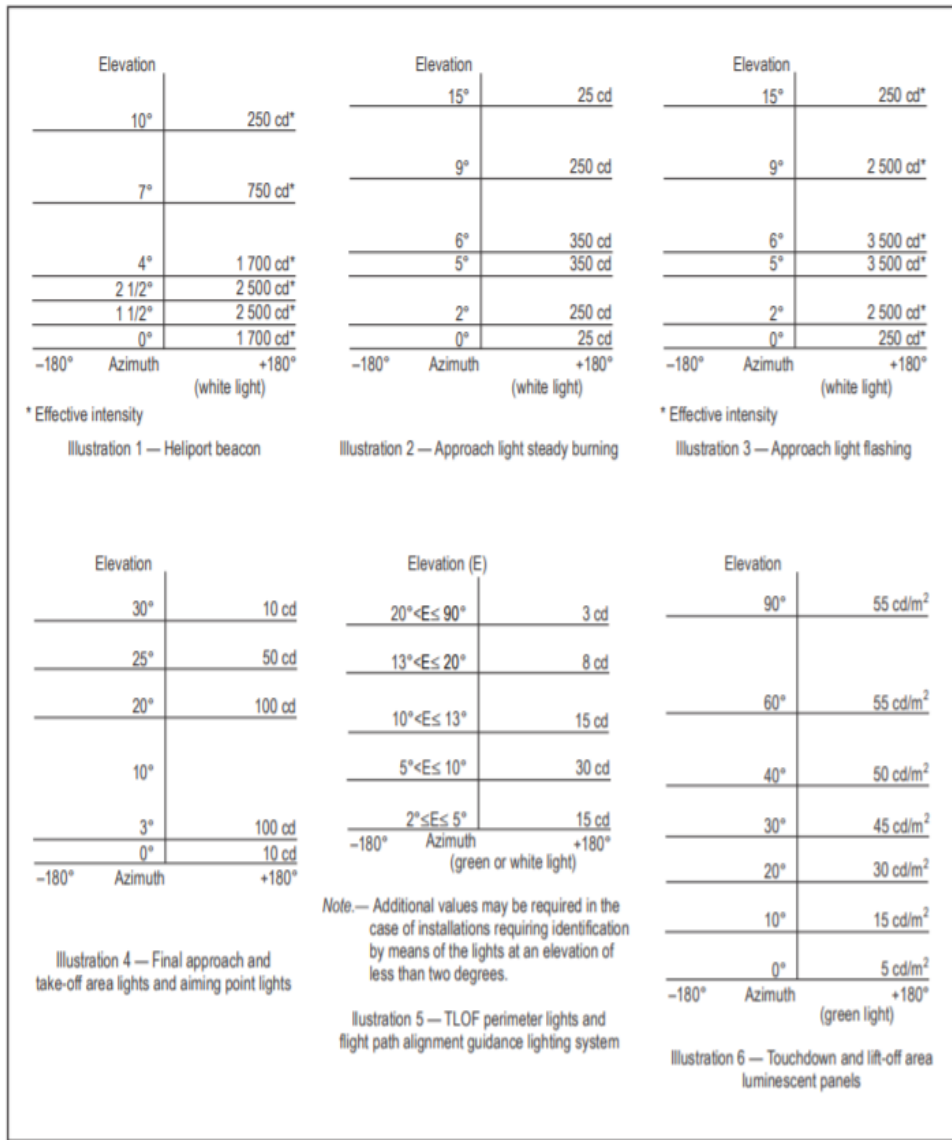 Elevation
10° 250 cd*
7° 750 cd*
4° 1 700 cd*
2 1/2° 2 500 cd*
1 1/2° 2 500 cd*
0° 1 700 cd*
–180° Azimuth +180°
(white light)
* Effective intensity
Illustration 1 — Heliport beacon
Elevation
15° 25 cd
9° 250 cd
6° 350 cd
5° 350 cd
2° 250 cd
0° 25 cd
–180° Azimuth +180°
(white light)
Illustration 2 — Approach light steady burning
Elevation
15° 250 cd*
9° 2 500 cd*
6° 3 500 cd*
5° 3 500 cd*
2° 2 500 cd*
0° 250 cd*
–180° Azimuth +180°
(white light)
* Effective intensity
Illustration 3 — Approach light flashing
Elevation
30° 10 cd
25° 50 cd
20° 100 cd
10°
3° 100 cd
0° 10 cd
–180° Azimuth +180°
Illustration 4 — Final approach and
take-off area lights and aiming point lights
Elevation (E)
20°<E≤ 90° 3 cd
13°<E≤ 20° 8 cd
10°<E≤ 13° 15 cd
5°<E≤ 10° 30 cd
2°≤E≤ 5° 15 cd
–180° Azimuth +180°
(green or white light)
Note.— Additional values may be required in the
case of installations requiring identification
by means of the lights at an elevation of
less than two degrees.
Illustration 5 — TLOF perimeter lights and
flight path alignment guidance lighting system
Elevation
90° 55 cd/m²
60° 55 cd/m²
40° 50 cd/m²
30° 45 cd/m²
20° 30 cd/m²
10° 15 cd/m²
0° 5 cd/m²
–180° Azimuth +180°
(green light)
Illustration 6 — Touchdown and lift-off area
luminescent panels